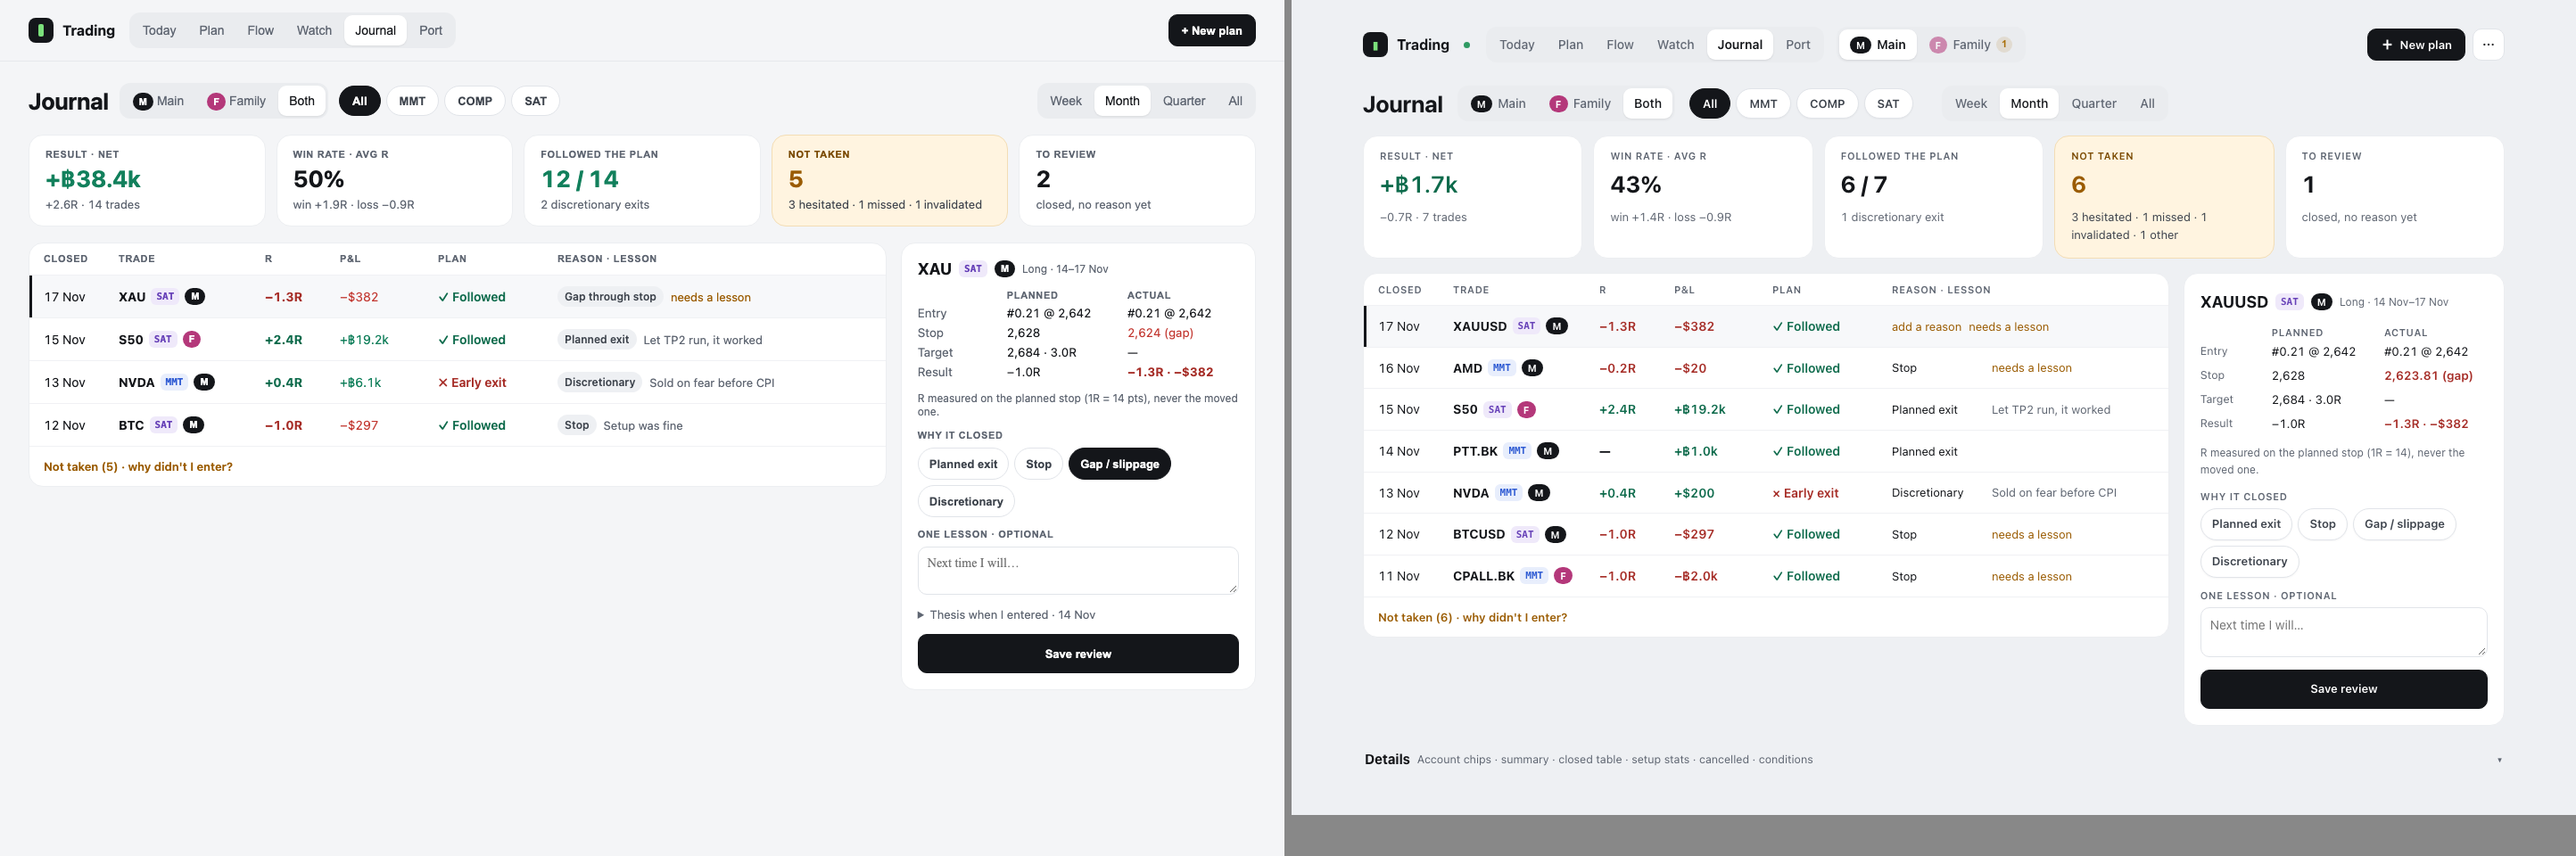 Trading Today Plan Flow Watch Journal Port + New plan
Journal M Main F Family Both All MMT COMP SAT Week Month Quarter All
RESULT · NET
+฿38.4k
+2.6R · 14 trades
WIN RATE · AVG R
50%
win +1.9R · loss −0.9R
FOLLOWED THE PLAN
12 / 14
2 discretionary exits
NOT TAKEN
5
3 hesitated · 1 missed · 1 invalidated
TO REVIEW
2
closed, no reason yet
CLOSED TRADE R P&L PLAN REASON · LESSON
17 Nov XAU SAT M −1.3R −$382 ✓ Followed Gap through stop needs a lesson
15 Nov S50 SAT F +2.4R +฿19.2k ✓ Followed Planned exit Let TP2 run, it worked
13 Nov NVDA MMT M +0.4R +฿6.1k ✕ Early exit Discretionary Sold on fear before CPI
12 Nov BTC SAT M −1.0R −$297 ✓ Followed Stop Setup was fine
Not taken (5) · why didn't I enter?
XAU SAT M Long · 14–17 Nov
PLANNED ACTUAL
Entry #0.21 @ 2,642 #0.21 @ 2,642
Stop 2,628 2,624 (gap)
Target 2,684 · 3.0R —
Result −1.0R −1.3R · −$382
R measured on the planned stop (1R = 14 pts), never the moved
one.
WHY IT CLOSED
Planned exit Stop Gap / slippage
Discretionary
ONE LESSON · OPTIONAL
Next time I will…
▶ Thesis when I entered · 14 Nov
Save review
Trading Today Plan Flow Watch Journal Port M Main F Family 1 + New plan ···
Journal M Main F Family Both All MMT COMP SAT Week Month Quarter All
RESULT · NET
+฿1.7k
−0.7R · 7 trades
WIN RATE · AVG R
43%
win +1.4R · loss −0.9R
FOLLOWED THE PLAN
6 / 7
1 discretionary exit
NOT TAKEN
6
3 hesitated · 1 missed · 1
invalidated · 1 other
TO REVIEW
1
closed, no reason yet
CLOSED TRADE R P&L PLAN REASON · LESSON
17 Nov XAUUSD SAT M −1.3R −$382 ✓ Followed add a reason needs a lesson
16 Nov AMD MMT M −0.2R −$20 ✓ Followed Stop needs a lesson
15 Nov S50 SAT F +2.4R +฿19.2k ✓ Followed Planned exit Let TP2 run, it worked
14 Nov PTT.BK MMT M — +฿1.0k ✓ Followed Planned exit
13 Nov NVDA MMT M +0.4R +$200 × Early exit Discretionary Sold on fear before CPI
12 Nov BTCUSD SAT M −1.0R −$297 ✓ Followed Stop needs a lesson
11 Nov CPALL.BK MMT F −1.0R −฿2.0k ✓ Followed Stop needs a lesson
Not taken (6) · why didn't I enter?
XAUUSD SAT M Long · 14 Nov–17 Nov
PLANNED ACTUAL
Entry #0.21 @ 2,642 #0.21 @ 2,642
Stop 2,628 2,623.81 (gap)
Target 2,684 · 3.0R —
Result −1.0R −1.3R · −$382
R measured on the planned stop (1R = 14), never the
moved one.
WHY IT CLOSED
Planned exit Stop Gap / slippage
Discretionary
ONE LESSON · OPTIONAL
Next time I will…
Save review
Details Account chips · summary · closed table · setup stats · cancelled · conditions ▾